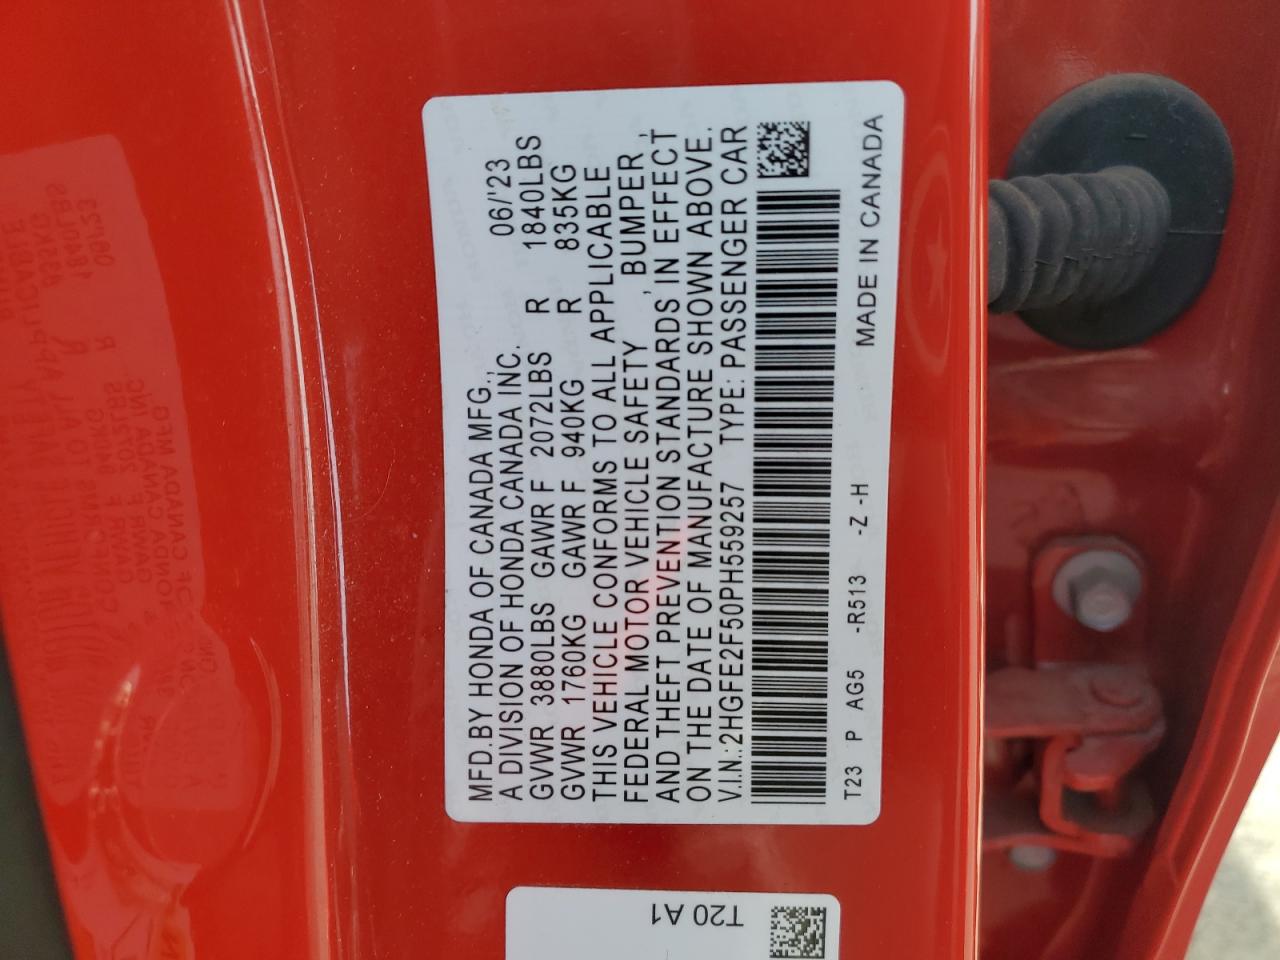 MFD.BY HONDA OF CANADA MFG., 06/'23
A DIVISION OF HONDA CANADA INC.
GVWR 3880LBS GAWR F 2072LBS R 1840LBS
GVWR 1760KG GAWR F 940KG R 835KG
THIS VEHICLE CONFORMS TO ALL APPLICABLE
FEDERAL MOTOR VEHICLE SAFETY , BUMPER ,
AND THEFT PREVENTION STANDARDS IN EFFECT
ON THE DATE OF MANUFACTURE SHOWN ABOVE.
V.I.N.:2HGFE2F50PH559257 TYPE: PASSENGER CAR
T23 P AG5 -R513 -Z -H MADE IN CANADA
T20 A1